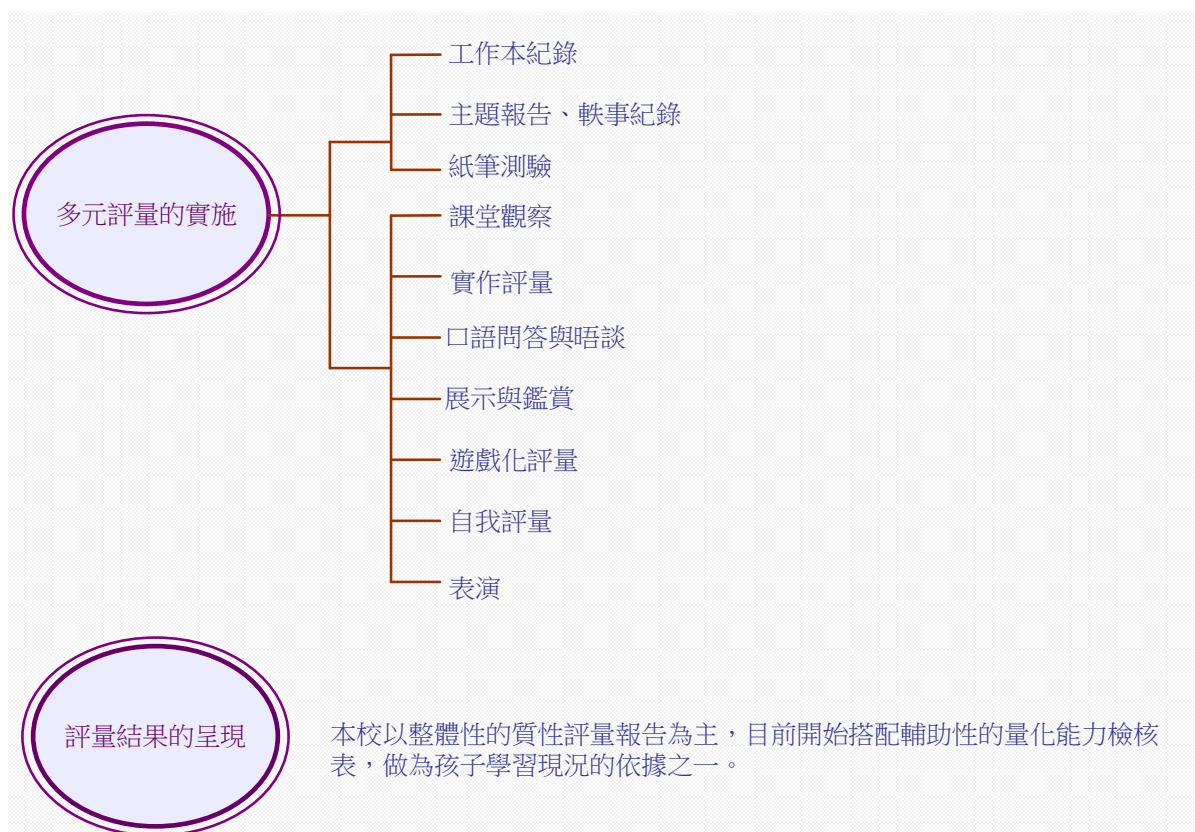 多元評量的實施
工作本紀錄
主題報告、軼事紀錄
紙筆測驗
課堂觀察
實作評量
口語問答與晤談
展示與鑑賞
遊戲化評量
自我評量
表演
評量結果的呈現
本校以整體性的質性評量報告為主，目前開始搭配輔助性的量化能力檢核
表，做為孩子學習現況的依據之一。